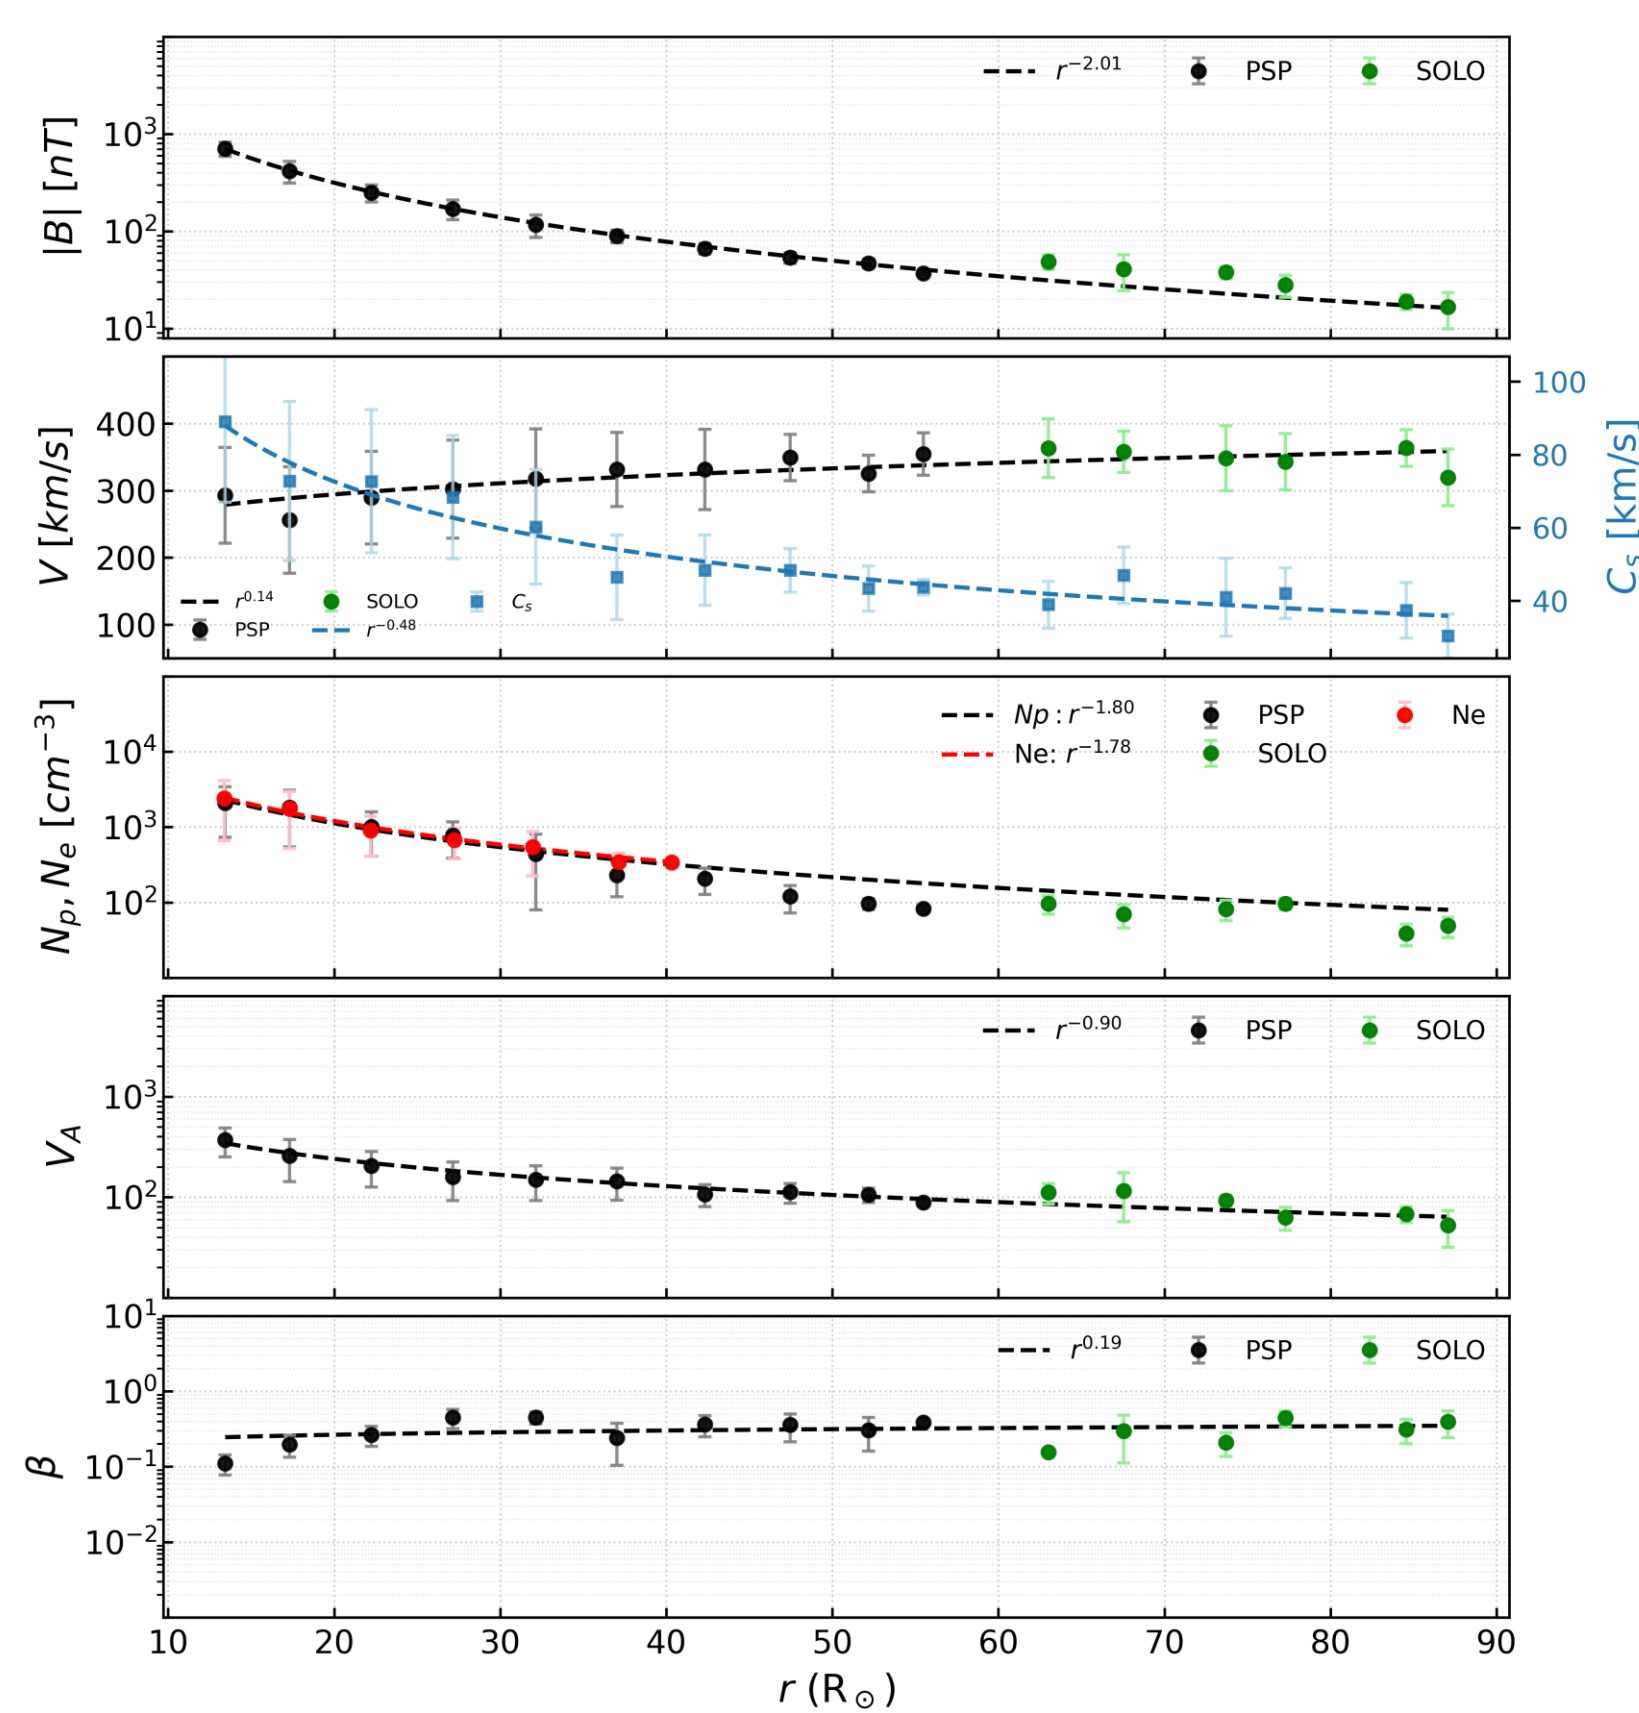 r^{-2.01} PSP SOLO
10^3
10^2
10^1
|B| [nT]
400
300
200
100
V [km/s]
100
80
60
40
C_s [km/s]
r^{0.14} SOLO C_s
PSP r^{-0.48}
Np : r^{-1.80} PSP Ne
Ne: r^{-1.78} SOLO
10^4
10^3
10^2
N_p, N_e [cm^{-3}]
r^{-0.90} PSP SOLO
10^3
10^2
V_A
r^{0.19} PSP SOLO
10^1
10^0
10^{-1}
10^{-2}
β
10 20 30 40 50 60 70 80 90
r (R_⊙)